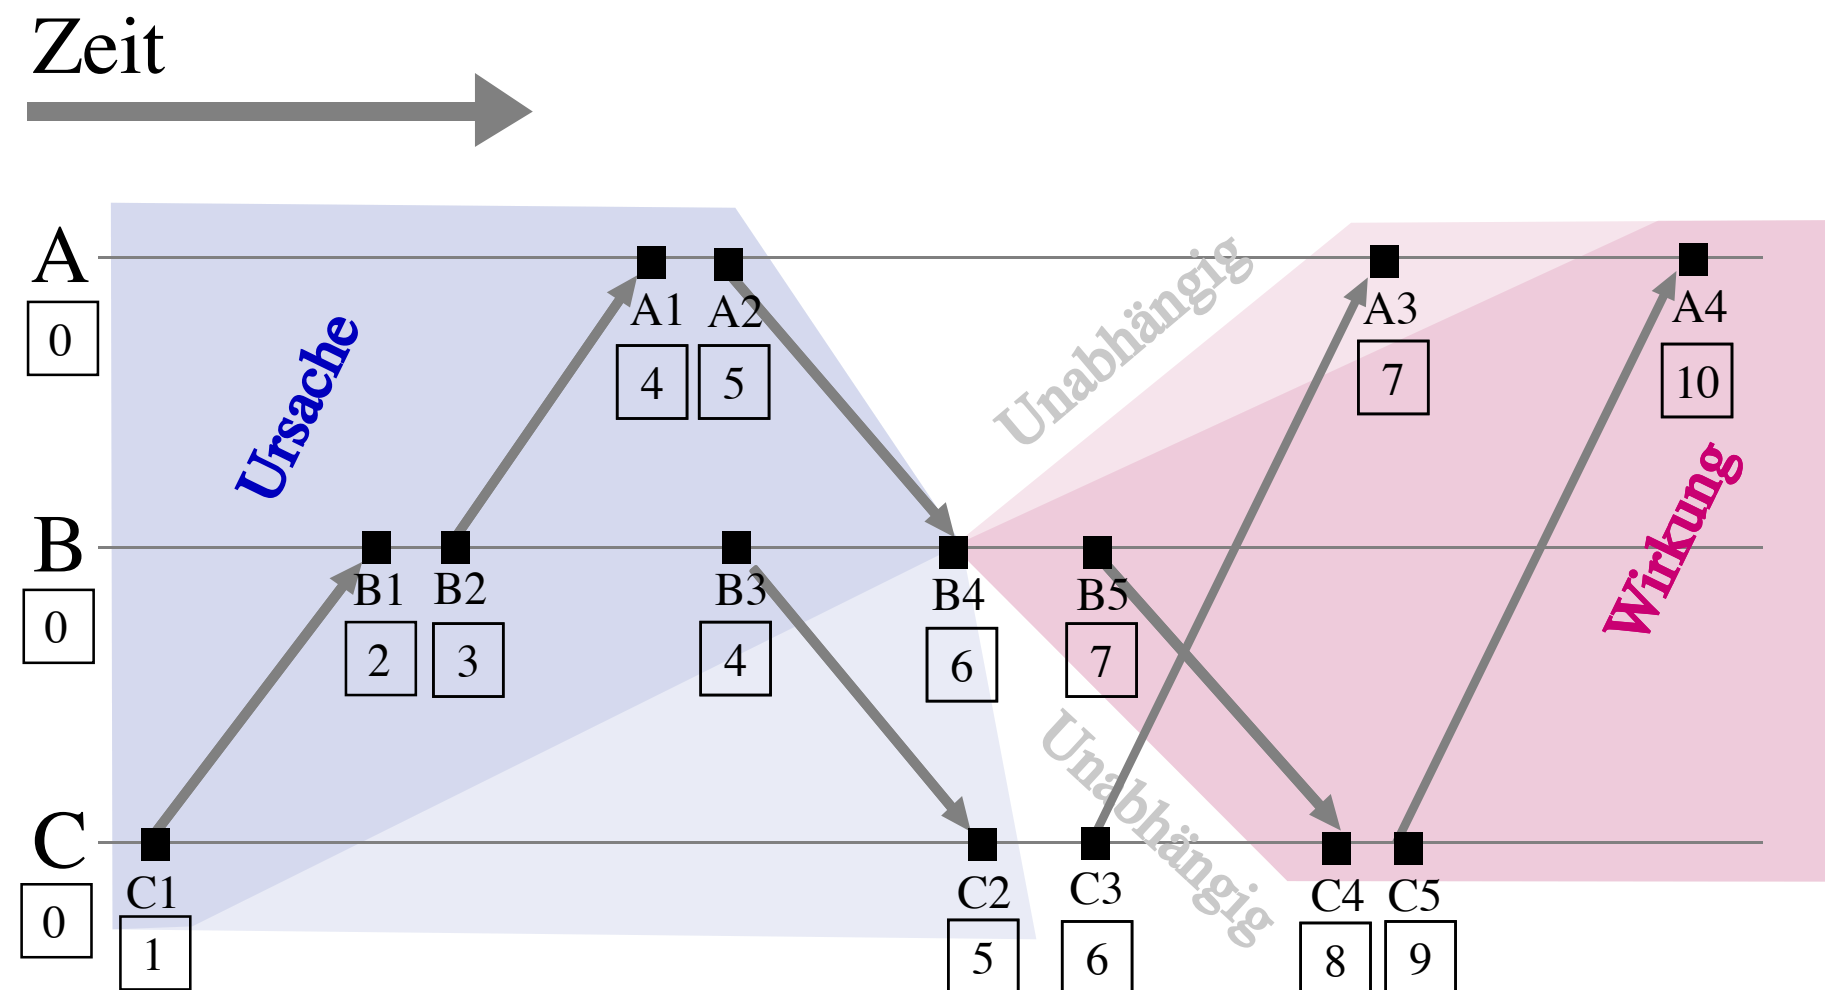 Zeit
A
0
A1
A2
A3
A4
4
5
7
10
Unabhängig
Ursache
Wirkung
B
0
B1
B2
B3
B4
B5
2
3
4
6
7
Unabhängig
C
0
C1
C2
C3
C4
C5
1
5
6
8
9